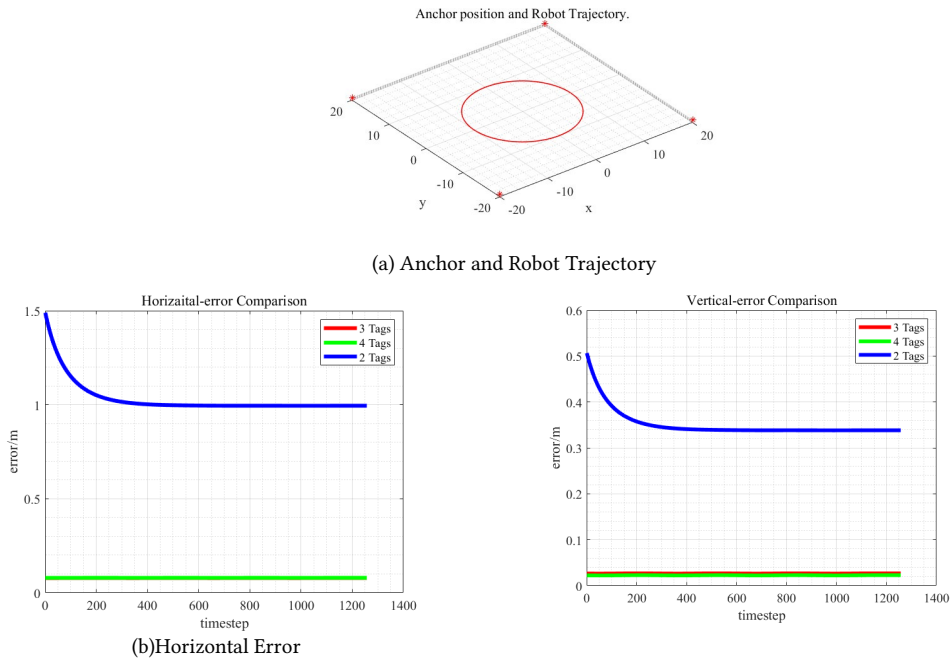 Anchor position and Robot Trajectory.
20
10
0
-10
-20
y
-20
-10
0
10
20
x
(a) Anchor and Robot Trajectory
Horizaital-error Comparison
1.5
1
0.5
0
error/m
3 Tags
4 Tags
2 Tags
0 200 400 600 800 1000 1200 1400
timestep
(b)Horizontal Error
Vertical-error Comparison
0.6
0.5
0.4
0.3
0.2
0.1
0
error/m
3 Tags
4 Tags
2 Tags
0 200 400 600 800 1000 1200 1400
timestep